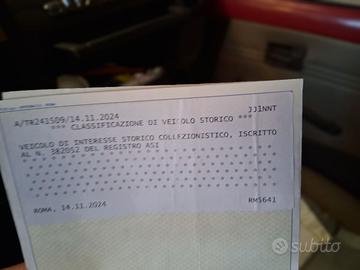 A/TR241509/14.11.2024 JJ1NNT
*** CLASSIFICAZIONE DI VEICOLO STORICO ***
VEICOLO DI INTERESSE STORICO COLLEZIONISTICO, ISCRITTO
AL N. 382052 DEL REGISTRO ASI
ROMA, 14.11.2024 RM5641
subito